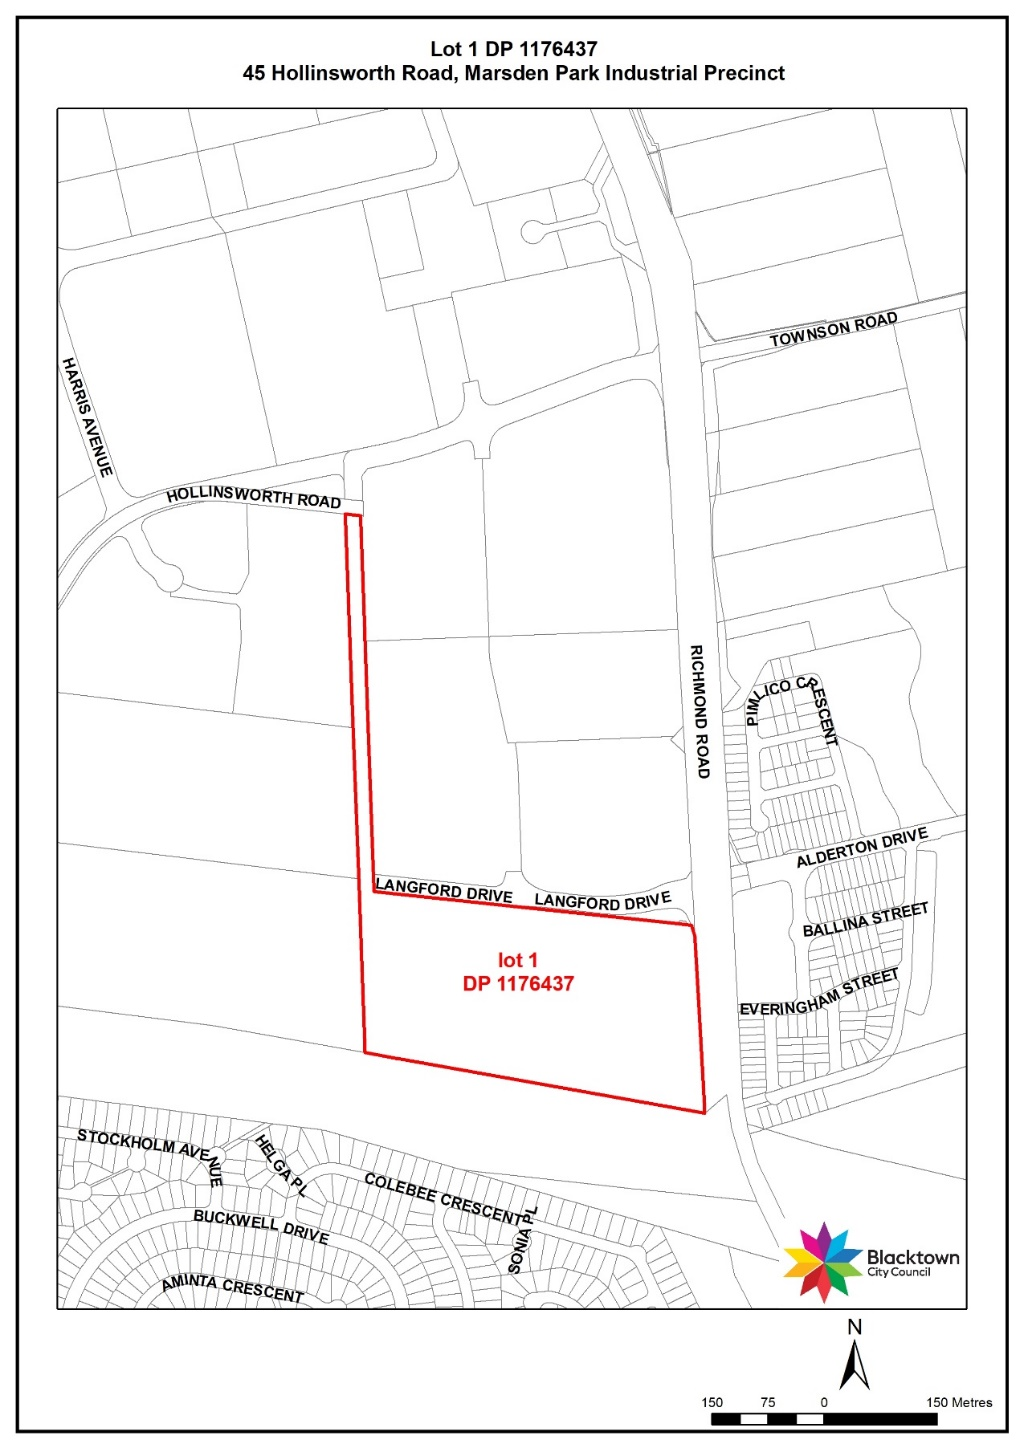 Lot 1 DP 1176437
45 Hollinsworth Road, Marsden Park Industrial Precinct
TOWNSON ROAD
HARRIS AVENUE
HOLLINSWORTH ROAD
RICHMOND ROAD
PIMLICO CRESCENT
ALDERTON DRIVE
LANGFORD DRIVE
LANGFORD DRIVE
BALLINA STREET
lot 1
DP 1176437
EVERINGHAM STREET
STOCKHOLM AVENUE
HELGA PL
COLEBEE CRESCENT
SONIA PL
BUCKWELL DRIVE
AMINTA CRESCENT
Blacktown
City Council
N
150 75 0 150 Metres